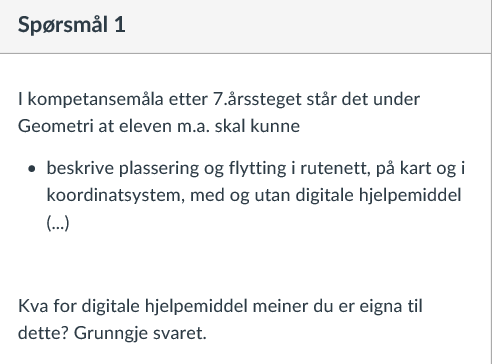 Spørsmål 1
I kompetansemåla etter 7.årssteget står det under
Geometri at eleven m.a. skal kunne
• beskrive plassering og flytting i rutenett, på kart og i
koordinatsystem, med og utan digitale hjelpemiddel
(...)
Kva for digitale hjelpemiddel meiner du er eigna til
dette? Grunngje svaret.